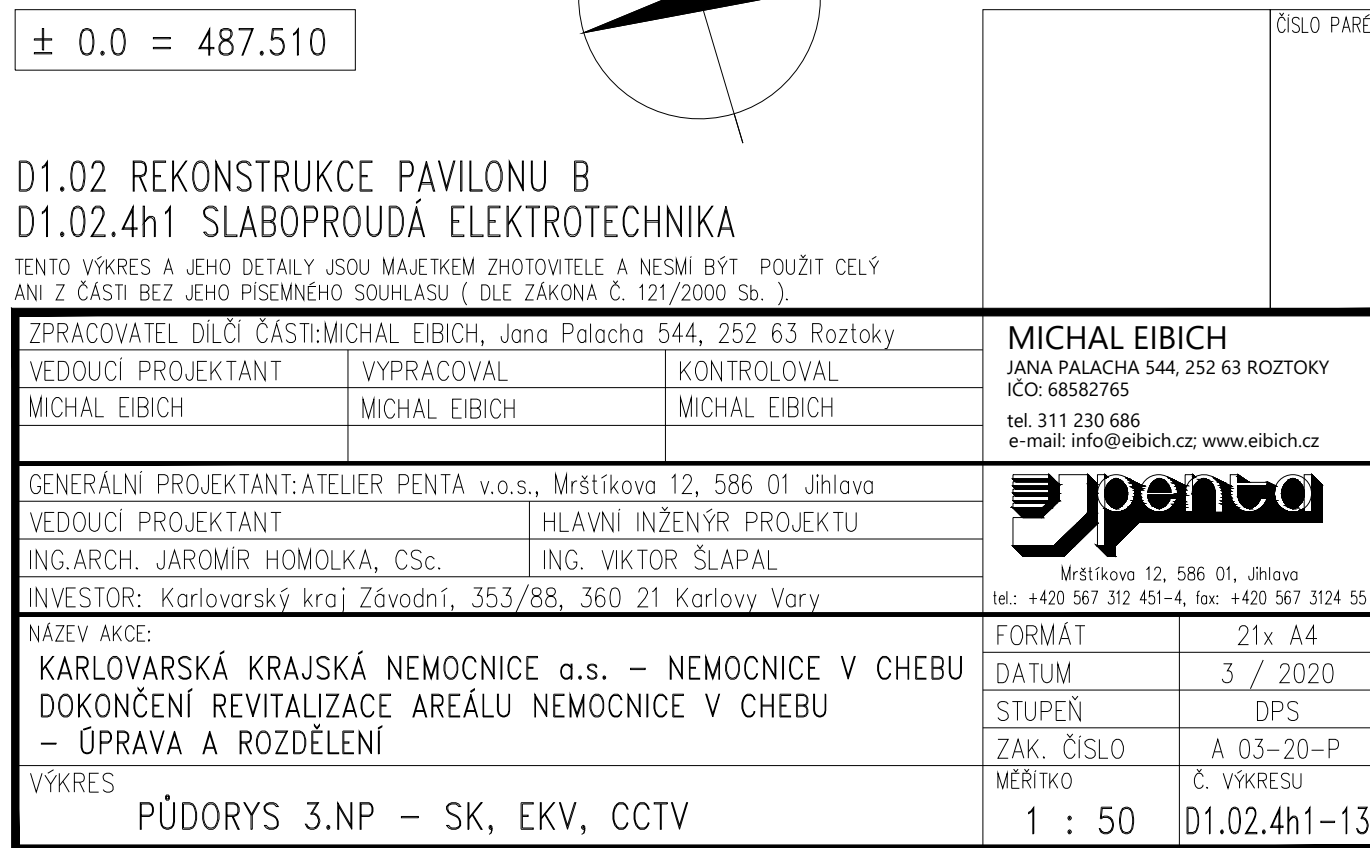 ± 0.0 = 487.510
ČÍSLO PARÉ
D1.02 REKONSTRUKCE PAVILONU B
D1.02.4h1 SLABOPROUDÁ ELEKTROTECHNIKA
TENTO VÝKRES A JEHO DETAILY JSOU MAJETKEM ZHOTOVITELE A NESMÍ BÝT POUŽIT CELÝ
ANI Z ČÁSTI BEZ JEHO PÍSEMNÉHO SOUHLASU ( DLE ZÁKONA Č. 121/2000 Sb. ).
ZPRACOVATEL DÍLČÍ ČÁSTI:MICHAL EIBICH, Jana Palacha 544, 252 63 Roztoky
VEDOUCÍ PROJEKTANT VYPRACOVAL KONTROLOVAL
MICHAL EIBICH MICHAL EIBICH MICHAL EIBICH
MICHAL EIBICH
JANA PALACHA 544, 252 63 ROZTOKY
IČO: 68582765
tel. 311 230 686
e-mail: info@eibich.cz; www.eibich.cz
GENERÁLNÍ PROJEKTANT:ATELIER PENTA v.o.s., Mrštíkova 12, 586 01 Jihlava
VEDOUCÍ PROJEKTANT HLAVNÍ INŽENÝR PROJEKTU
ING.ARCH. JAROMÍR HOMOLKA, CSc. ING. VIKTOR ŠLAPAL
INVESTOR: Karlovarský kraj Závodní, 353/88, 360 21 Karlovy Vary
penta
Mrštíkova 12, 586 01, Jihlava
tel.: +420 567 312 451-4, fax: +420 567 3124 55
NÁZEV AKCE:
KARLOVARSKÁ KRAJSKÁ NEMOCNICE a.s. – NEMOCNICE V CHEBU
DOKONČENÍ REVITALIZACE AREÁLU NEMOCNICE V CHEBU
– ÚPRAVA A ROZDĚLENÍ
FORMÁT 21x A4
DATUM 3 / 2020
STUPEŇ DPS
ZAK. ČÍSLO A 03-20-P
VÝKRES
PŮDORYS 3.NP – SK, EKV, CCTV
MĚŘÍTKO Č. VÝKRESU
1 : 50 D1.02.4h1-13